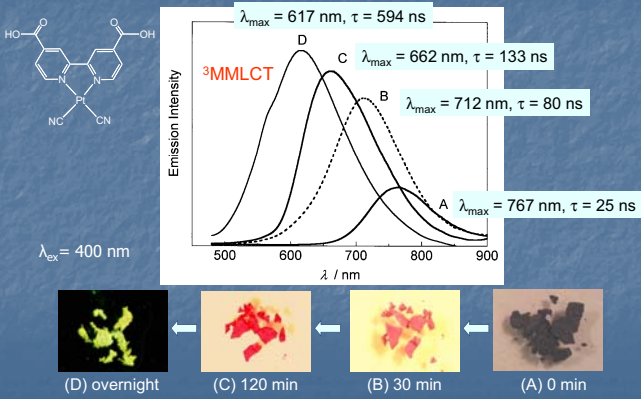 λmax = 617 nm, τ = 594 ns
D
C
λmax = 662 nm, τ = 133 ns
³MMLCT
B
λmax = 712 nm, τ = 80 ns
A
λmax = 767 nm, τ = 25 ns
Emission Intensity
500 600 700 800 900
λ / nm
O O
HO OH
N N
Pt
NC CN
λex= 400 nm
(D) overnight (C) 120 min (B) 30 min (A) 0 min